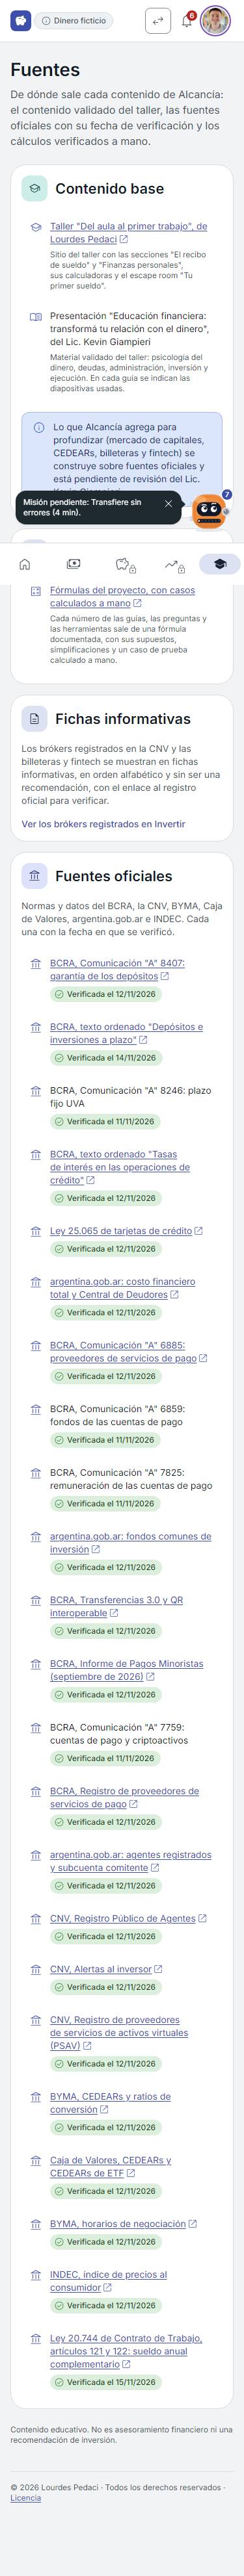 Dinero ficticio
6
Fuentes
De dónde sale cada contenido de Alcancía:
el contenido validado del taller, las fuentes
oficiales con su fecha de verificación y los
cálculos verificados a mano.
Contenido base
Taller "Del aula al primer trabajo", de
Lourdes Pedaci
Sitio del taller con las secciones "El recibo
de sueldo" y "Finanzas personales",
sus calculadoras y el escape room "Tu
primer sueldo".
Presentación "Educación financiera:
transformá tu relación con el dinero",
del Lic. Kevin Giampieri
Material validado del taller: psicología del
dinero, deudas, administración, inversión y
ejecución. En cada guía se indican las
diapositivas usadas.
Lo que Alcancía agrega para
profundizar (mercado de capitales,
CEDEARs, billeteras y fintech) se
construye sobre fuentes oficiales y
está pendiente de revisión del Lic.
Misión pendiente: Transfiere sin
errores (4 min).
7
Fórmulas del proyecto, con casos
calculados a mano
Cada número de las guías, las preguntas y
las herramientas sale de una fórmula
documentada, con sus supuestos,
simplificaciones y un caso de prueba
calculado a mano.
Fichas informativas
Los brókers registrados en la CNV y las
billeteras y fintech se muestran en fichas
informativas, en orden alfabético y sin ser una
recomendación, con el enlace al registro
oficial para verificar.
Ver los brókers registrados en Invertir
Fuentes oficiales
Normas y datos del BCRA, la CNV, BYMA, Caja
de Valores, argentina.gob.ar e INDEC. Cada
una con la fecha en que se verificó.
BCRA, Comunicación "A" 8407:
garantía de los depósitos
Verificada el 12/11/2026
BCRA, texto ordenado "Depósitos e
inversiones a plazo"
Verificada el 14/11/2026
BCRA, Comunicación "A" 8246: plazo
fijo UVA
Verificada el 11/11/2026
BCRA, texto ordenado "Tasas
de interés en las operaciones de
crédito"
Verificada el 12/11/2026
Ley 25.065 de tarjetas de crédito
Verificada el 12/11/2026
argentina.gob.ar: costo financiero
total y Central de Deudores
Verificada el 12/11/2026
BCRA, Comunicación "A" 6885:
proveedores de servicios de pago
Verificada el 12/11/2026
BCRA, Comunicación "A" 6859:
fondos de las cuentas de pago
Verificada el 11/11/2026
BCRA, Comunicación "A" 7825:
remuneración de las cuentas de pago
Verificada el 11/11/2026
argentina.gob.ar: fondos comunes de
inversión
Verificada el 12/11/2026
BCRA, Transferencias 3.0 y QR
interoperable
Verificada el 12/11/2026
BCRA, Informe de Pagos Minoristas
(septiembre de 2026)
Verificada el 12/11/2026
BCRA, Comunicación "A" 7759:
cuentas de pago y criptoactivos
Verificada el 11/11/2026
BCRA, Registro de proveedores de
servicios de pago
Verificada el 12/11/2026
argentina.gob.ar: agentes registrados
y subcuenta comitente
Verificada el 12/11/2026
CNV, Registro Público de Agentes
Verificada el 12/11/2026
CNV, Alertas al inversor
Verificada el 12/11/2026
CNV, Registro de proveedores
de servicios de activos virtuales
(PSAV)
Verificada el 12/11/2026
BYMA, CEDEARs y ratios de
conversión
Verificada el 12/11/2026
Caja de Valores, CEDEARs y
CEDEARs de ETF
Verificada el 12/11/2026
BYMA, horarios de negociación
Verificada el 12/11/2026
INDEC, índice de precios al
consumidor
Verificada el 12/11/2026
Ley 20.744 de Contrato de Trabajo,
artículos 121 y 122: sueldo anual
complementario
Verificada el 15/11/2026
Contenido educativo. No es asesoramiento financiero ni una
recomendación de inversión.
© 2026 Lourdes Pedaci · Todos los derechos reservados ·
Licencia